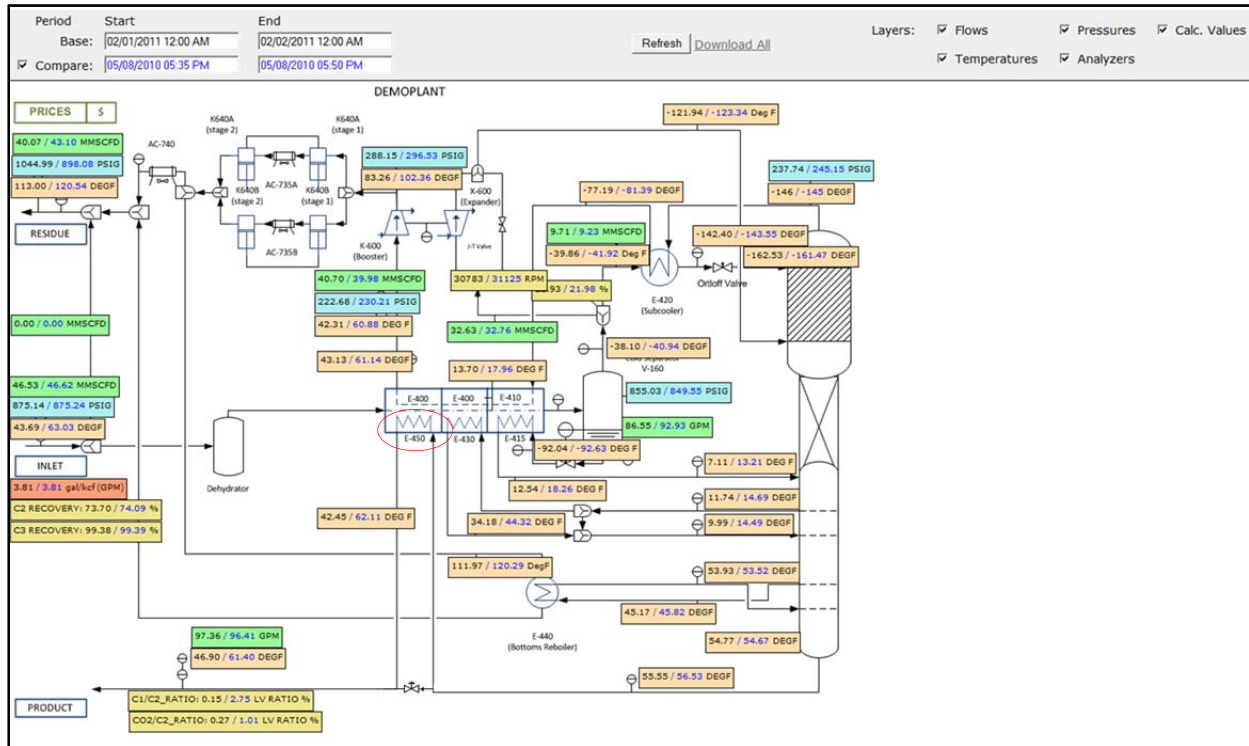 Period Start End
Base: 02/01/2011 12:00 AM 02/02/2011 12:00 AM
Compare: 05/08/2010 05:35 PM 05/08/2010 05:50 PM
Refresh Download All
Layers: Flows Pressures Calc. Values
Temperatures Analyzers
DEMOPLANT
PRICES $
40.07 / 43.10 MMSCFD
1044.99 / 898.08 PSIG
113.00 / 120.54 DEGF
RESIDUE
AC-740
K640A
(stage 2)
K640A
(stage 1)
AC-735A
K640B
(stage 2)
K640B
(stage 1)
AC-735B
288.15 / 296.53 PSIG
83.26 / 102.36 DEGF
X-600
(Expander)
K-600
(Booster)
J-T Valve
-121.94 / -123.34 Deg F
237.74 / 245.15 PSIG
-146 / -145 DEGF
-77.19 / -81.39 DEGF
9.71 / 9.23 MMSCFD
-39.86 / -41.92 Deg F
-142.40 / -143.55 DEGF
-162.53 / -161.47 DEGF
Ortloff Valve
E-420
(Subcooler)
40.70 / 39.98 MMSCFD
222.68 / 230.21 PSIG
42.31 / 60.88 DEG F
30783 / 31125 RPM
.93 / 21.98 %
0.00 / 0.00 MMSCFD
32.63 / 32.76 MMSCFD
43.13 / 61.14 DEGF
-38.10 / -40.94 DEGF
V-160
13.70 / 17.96 DEG F
46.53 / 46.62 MMSCFD
875.14 / 875.24 PSIG
43.69 / 63.03 DEGF
INLET
E-400 E-400 E-410
E-450 E-430 E-415
855.03 / 849.55 PSIG
86.55 / 92.93 GPM
-92.04 / -92.63 DEG F
Dehydrator
3.81 / 3.81 gal/kcf (GPM)
C2 RECOVERY: 73.70 / 74.09 %
C3 RECOVERY: 99.38 / 99.39 %
7.11 / 13.21 DEG F
12.54 / 18.26 DEG F
11.74 / 14.69 DEGF
42.45 / 62.11 DEG F
34.18 / 44.32 DEG F
9.99 / 14.49 DEGF
111.97 / 120.29 DegF
53.93 / 53.52 DEGF
45.17 / 45.82 DEGF
E-440
(Bottoms Reboiler)
54.77 / 54.67 DEGF
97.36 / 96.41 GPM
46.90 / 61.40 DEGF
55.55 / 56.53 DEGF
PRODUCT
C1/C2_RATIO: 0.15 / 2.75 LV RATIO %
CO2/C2_RATIO: 0.27 / 1.01 LV RATIO %